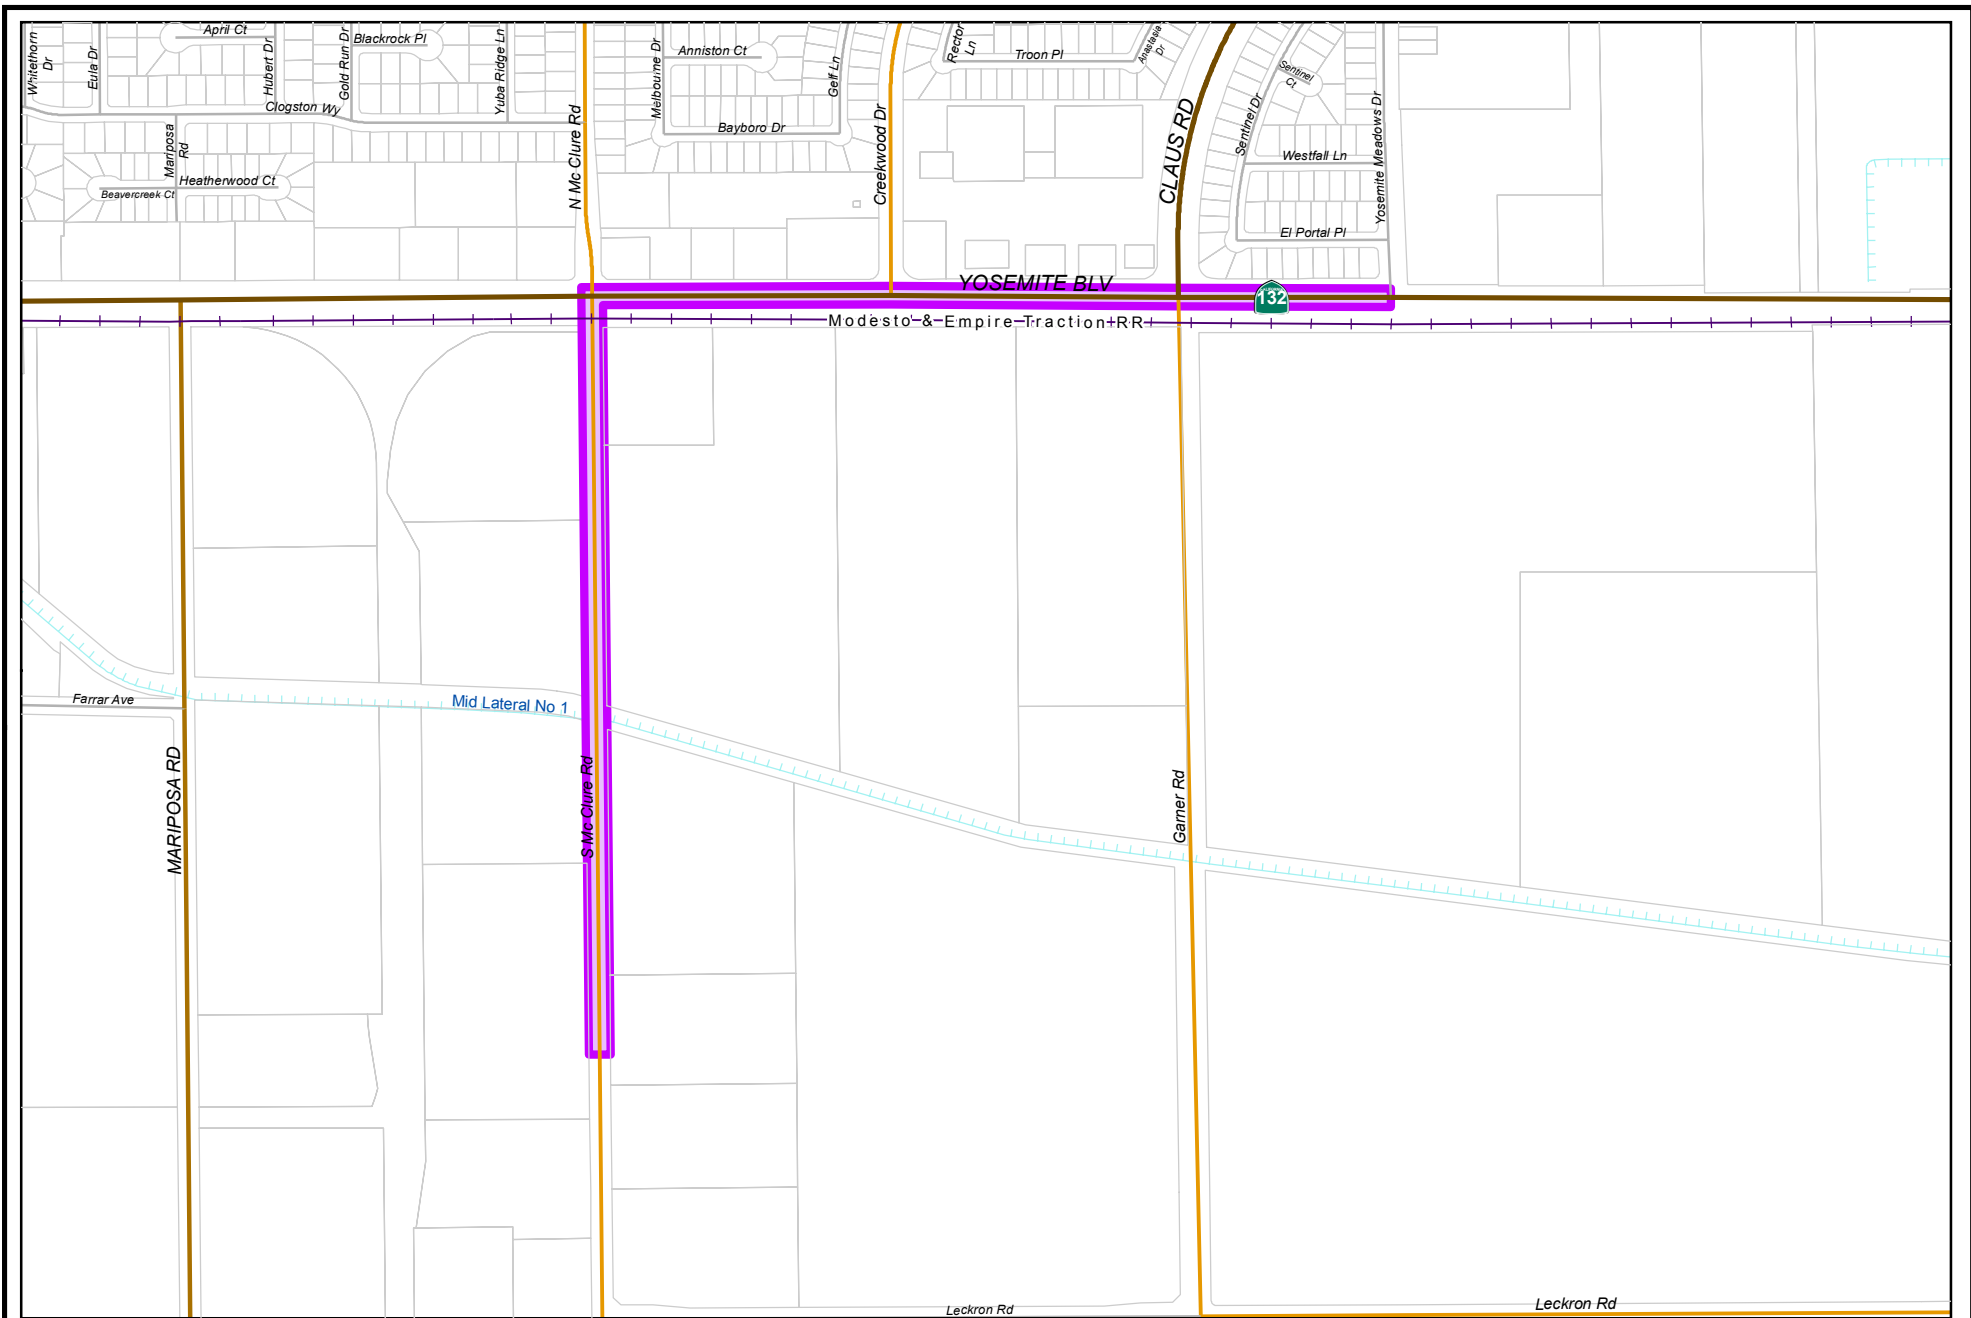 April Ct
Whitethorn
Dr
Eula Dr
Hubert Dr
Gold Run Dr
Blackrock Pl
Yuba Ridge Ln
Clogston Wy
Mariposa
Rd
Heatherwood Ct
Beavercreek Ct
N Mc Clure Rd
Melbourne Dr
Anniston Ct
Gelf Ln
Bayboro Dr
Creekwood Dr
Rector
Ln
Troon Pl
Anastasia
Dr
CLAUS RD
Sentinel
Ct
Sentinel Dr
Westfall Ln
Yosemite Meadows Dr
El Portal Pl
YOSEMITE BLV
132
Modesto & Empire Traction RR
Mid Lateral No 1
Farrar Ave
MARIPOSA RD
S Mc Clure Rd
Garner Rd
Leckron Rd
Leckron Rd